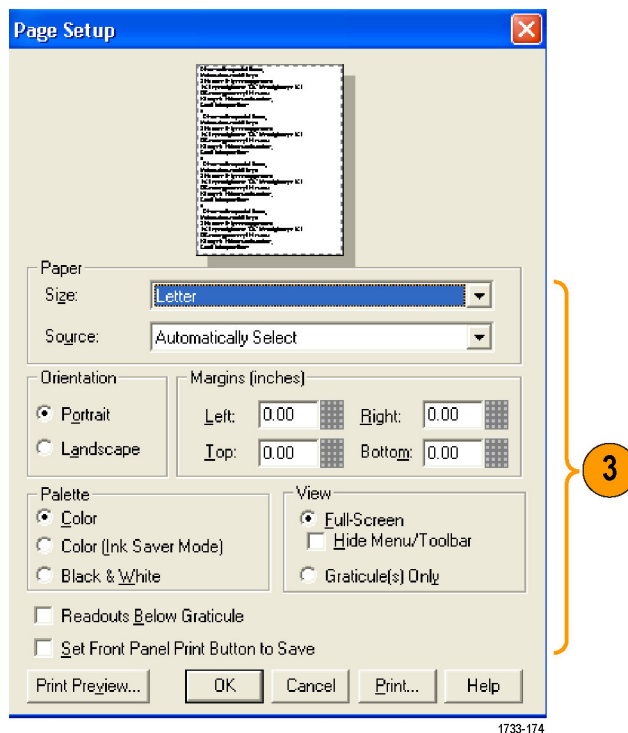 Page Setup
Paper
Size: Letter
Source: Automatically Select
Orientation Margins (inches)
Portrait Left: 0.00 Right: 0.00
Landscape Top: 0.00 Bottom: 0.00
3
Palette View
Color Full-Screen
Color (Ink Saver Mode) Hide Menu/Toolbar
Black & White Graticule(s) Only
Readouts Below Graticule
Set Front Panel Print Button to Save
Print Preview... OK Cancel Print... Help
1733-174